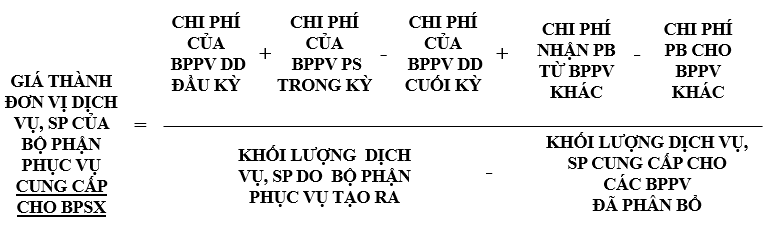 GIÁ THÀNH
ĐƠN VỊ DỊCH
VỤ, SP CỦA
BỘ PHẬN
PHỤC VỤ
CUNG CẤP
CHO BPSX
=
CHI PHÍ
CỦA
BPPV DD
ĐẦU KỲ
+
CHI PHÍ
CỦA
BPPV PS
TRONG KỲ
-
CHI PHÍ
CỦA
BPPV DD
CUỐI KỲ
+
CHI PHÍ
NHẬN PB
TỪ BPPV
KHÁC
-
CHI PHÍ
PB CHO
BPPV
KHÁC
KHỐI LƯỢNG DỊCH
VỤ, SP DO BỘ PHẬN
PHỤC VỤ TẠO RA
-
KHỐI LƯỢNG DỊCH VỤ,
SP CUNG CẤP CHO
CÁC BPPV
ĐÃ PHÂN BỔ